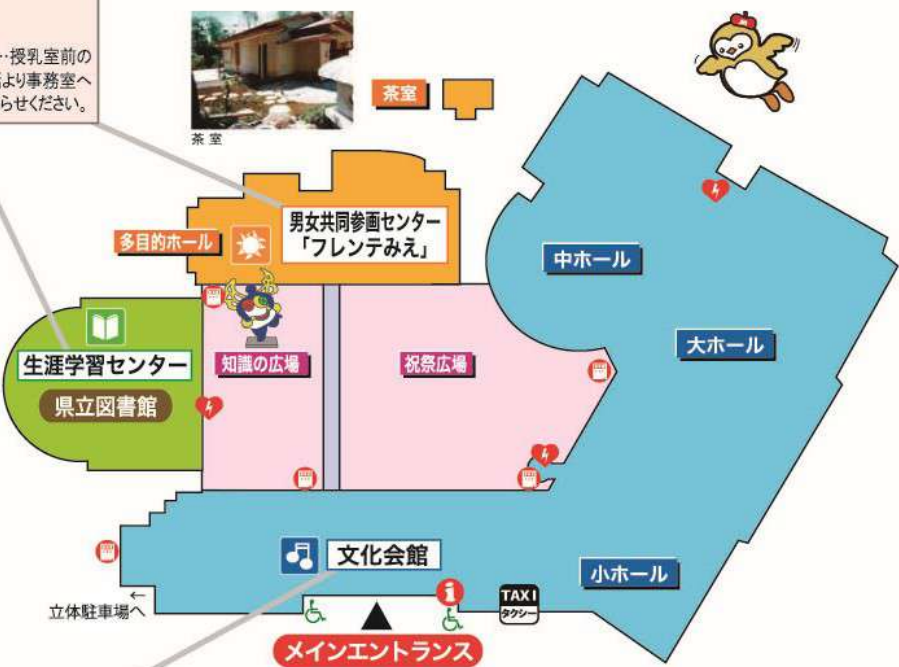 …授乳室前の
より事務室へ
らせください。
茶室
茶室
男女共同参画センター
「フレンテみえ」
多目的ホール
中ホール
大ホール
生涯学習センター
県立図書館
知識の広場
祝祭広場
文化会館
小ホール
←
立体駐車場へ
TAXI
タクシー
メインエントランス